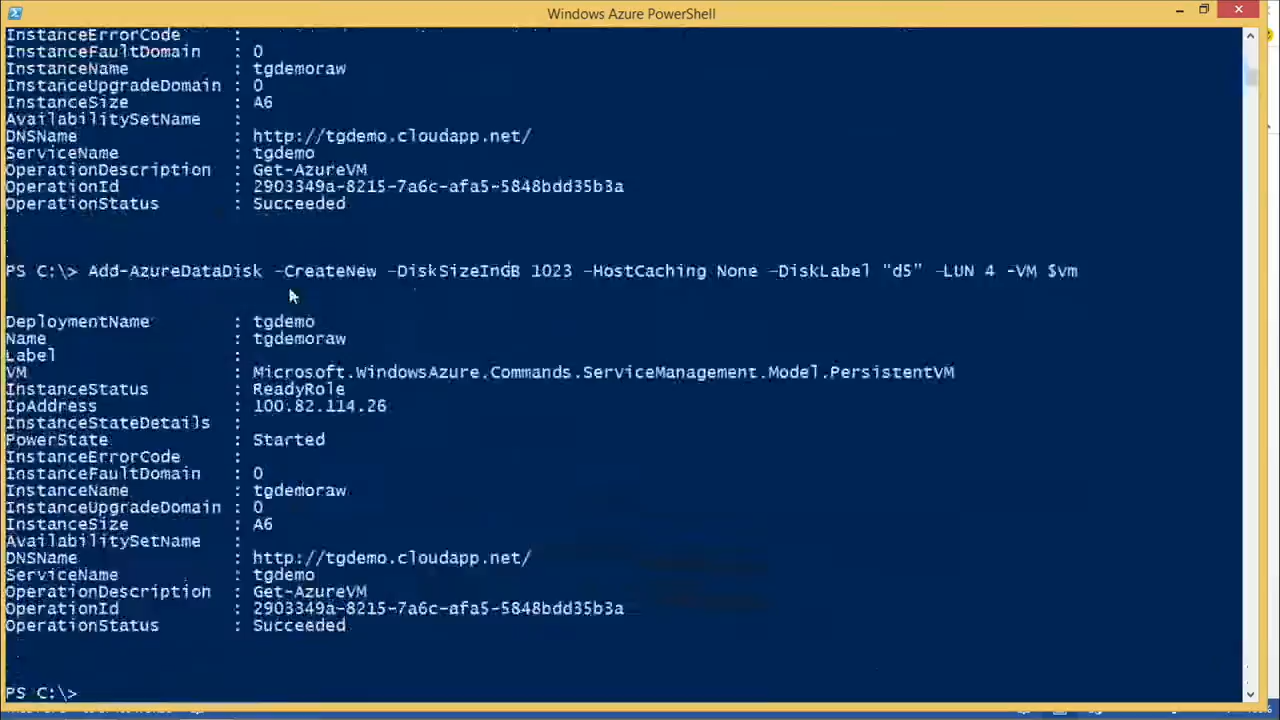 Windows Azure PowerShell
InstanceErrorCode :
InstanceFaultDomain : 0
InstanceName : tgdemoraw
InstanceUpgradeDomain : 0
InstanceSize : A6
AvailabilitySetName :
DNSName : http://tgdemo.cloudapp.net/
ServiceName : tgdemo
OperationDescription : Get-AzureVM
OperationId : 2903349a-8215-7a6c-afa5-5848bdd35b3a
OperationStatus : Succeeded
PS C:\> Add-AzureDataDisk -CreateNew -DiskSizeInGB 1023 -HostCaching None -DiskLabel "d5" -LUN 4 -VM $vm
DeploymentName : tgdemo
Name : tgdemoraw
Label :
VM : Microsoft.WindowsAzure.Commands.ServiceManagement.Model.PersistentVM
InstanceStatus : ReadyRole
IpAddress : 100.82.114.26
InstanceStateDetails :
PowerState : Started
InstanceErrorCode :
InstanceFaultDomain : 0
InstanceName : tgdemoraw
InstanceUpgradeDomain : 0
InstanceSize : A6
AvailabilitySetName :
DNSName : http://tgdemo.cloudapp.net/
ServiceName : tgdemo
OperationDescription : Get-AzureVM
OperationId : 2903349a-8215-7a6c-afa5-5848bdd35b3a
OperationStatus : Succeeded
PS C:\>